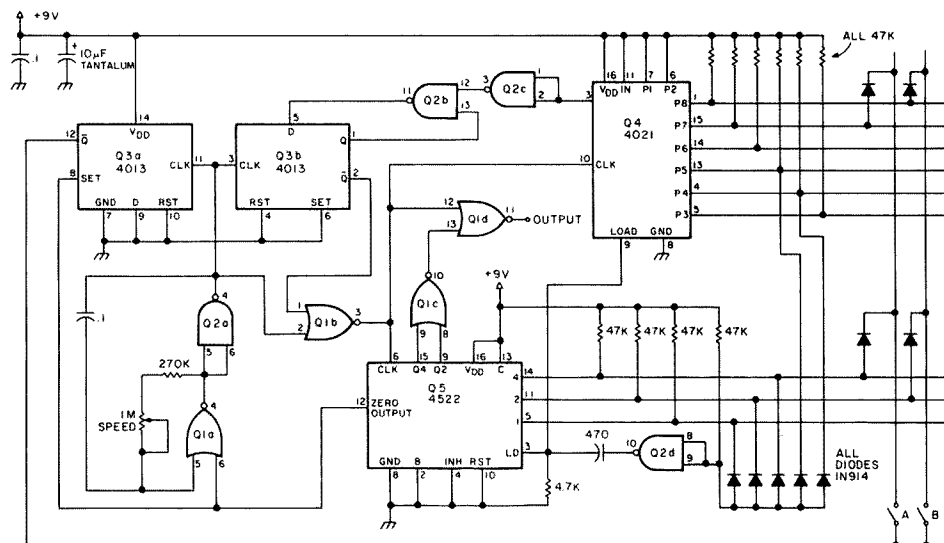 +9V
.1
+
10µF
TANTALUM
ALL 47K
12 Q̄
14
VDD
Q3a
4013
CLK 11
8 SET
GND D RST
7 9 10
3 CLK
5
D
Q 1
Q3b
4013
Q̄ 2
RST SET
4 6
11 Q2b 12
13
3 Q2c 1
2
16 11 7 6
VDD IN P1 P2
3
Q4
4021
10 CLK
P8 1
P7 15
P6 14
P5 13
P4 4
P3 5
LOAD GND
9 8
12
13 Q1d 11
OUTPUT
+9V
10
Q1c
9 8
1
2 Q1b 3
4
Q2a
5 6
.1
270K
1M
SPEED
4
Q1a
5 6
47K 47K 47K 47K
6 15 9 16 13
CLK Q4 Q2 VDD C
Q5
4522
12 ZERO
OUTPUT
4 14
2 11
1 5
LD 3
GND B INH RST
8 2 4 10
470
10 Q2d 8
9
4.7K
ALL
DIODES
IN914
A B